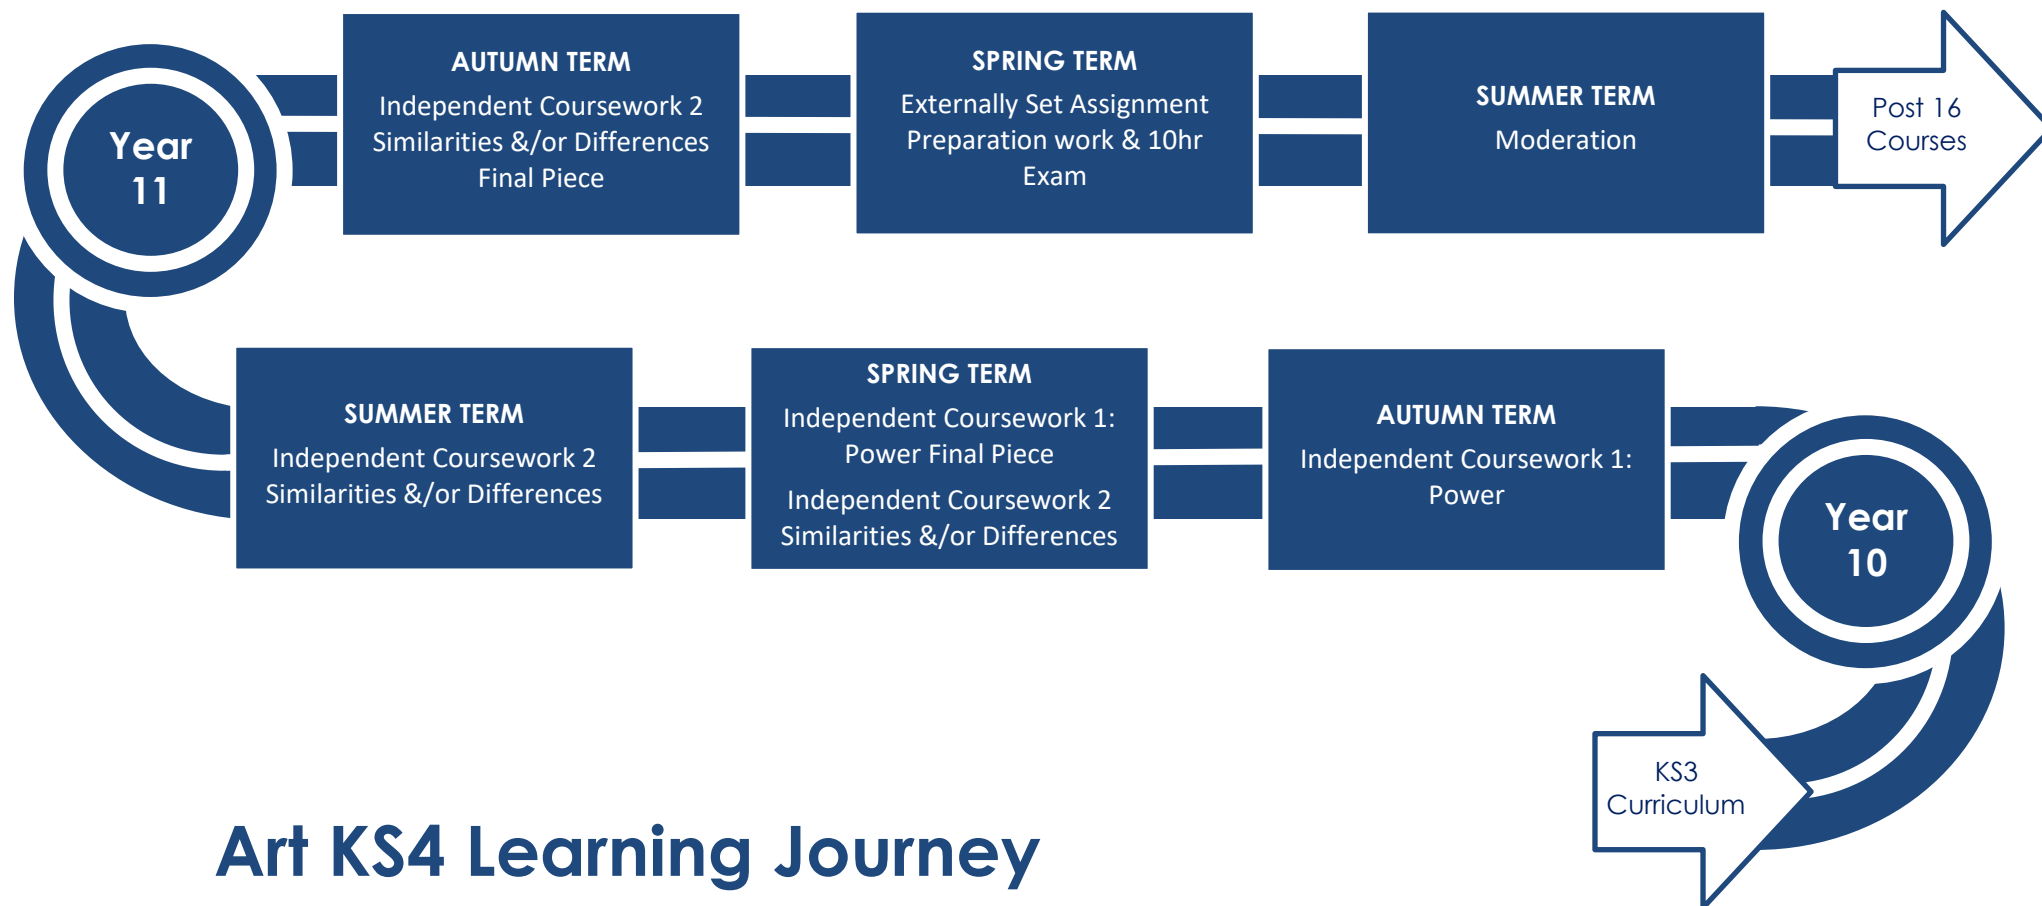 Year
11
AUTUMN TERM
Independent Coursework 2
Similarities &/or Differences
Final Piece
SPRING TERM
Externally Set Assignment
Preparation work & 10hr
Exam
SUMMER TERM
Moderation
Post 16
Courses
SUMMER TERM
Independent Coursework 2
Similarities &/or Differences
SPRING TERM
Independent Coursework 1:
Power Final Piece
Independent Coursework 2
Similarities &/or Differences
AUTUMN TERM
Independent Coursework 1:
Power
Year
10
KS3
Curriculum
Art KS4 Learning Journey